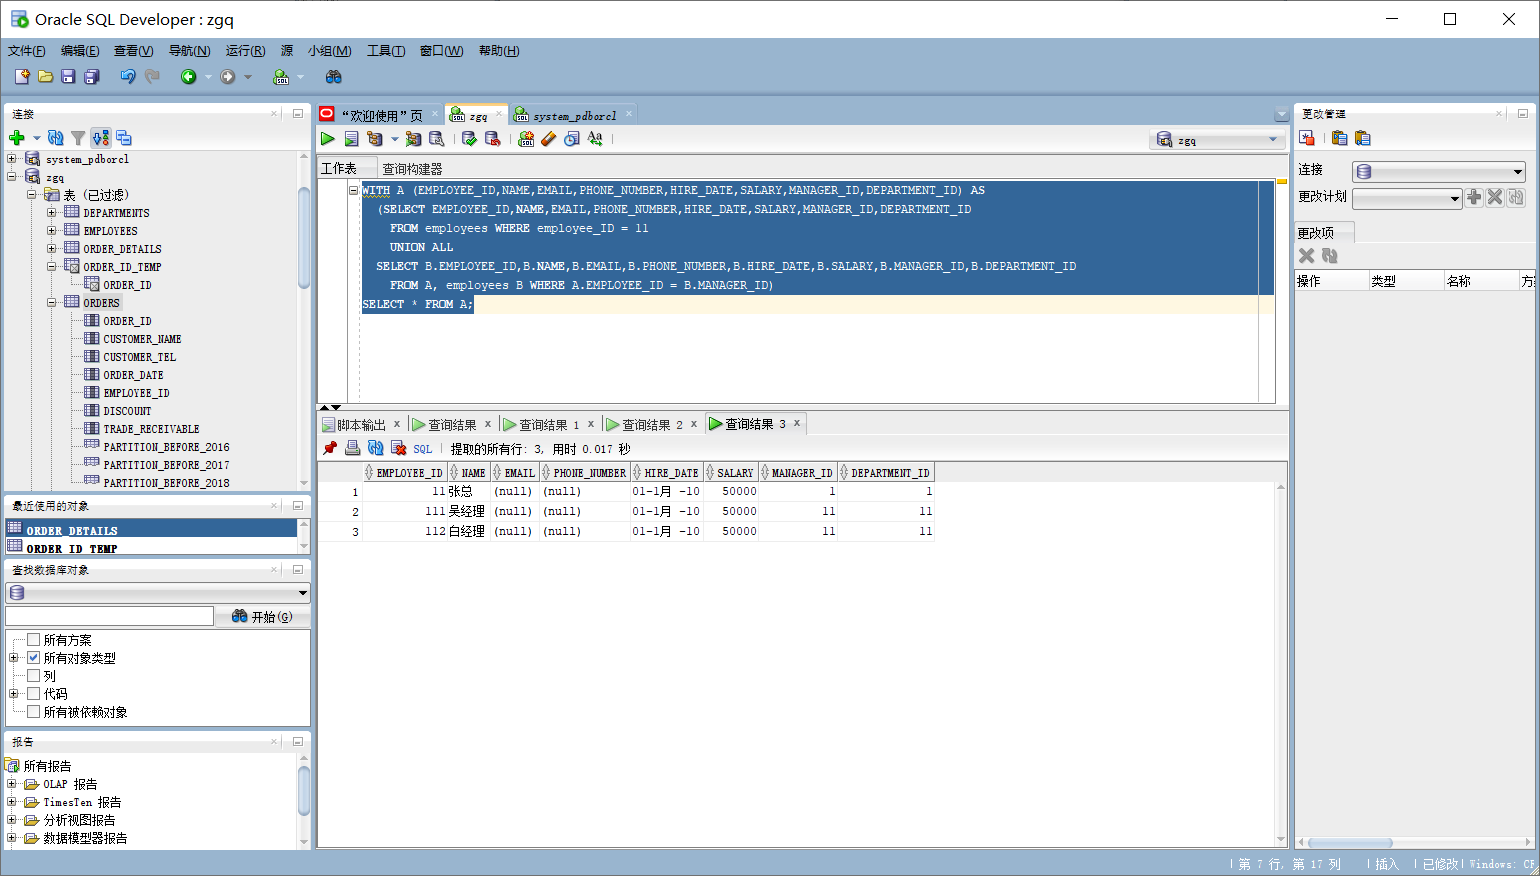 Oracle SQL Developer : zgq
文件(F) 编辑(E) 查看(V) 导航(N) 运行(R) 源 小组(M) 工具(T) 窗口(W) 帮助(H)
连接
system_pdborcl
zgq
表 (已过滤)
DEPARTMENTS
EMPLOYEES
ORDER_DETAILS
ORDER_ID_TEMP
ORDER_ID
ORDERS
ORDER_ID
CUSTOMER_NAME
CUSTOMER_TEL
ORDER_DATE
EMPLOYEE_ID
DISCOUNT
TRADE_RECEIVABLE
PARTITION_BEFORE_2016
PARTITION_BEFORE_2017
PARTITION_BEFORE_2018
最近使用的对象
ORDER_DETAILS
ORDER_ID_TEMP
查找数据库对象
开始(G)
所有方案
所有对象类型
列
代码
所有被依赖对象
报告
所有报告
OLAP 报告
TimesTen 报告
分析视图报告
数据模型器报告
“欢迎使用”页 zgq system_pdborcl
zgq
工作表 查询构建器
WITH A (EMPLOYEE_ID,NAME,EMAIL,PHONE_NUMBER,HIRE_DATE,SALARY,MANAGER_ID,DEPARTMENT_ID) AS
(SELECT EMPLOYEE_ID,NAME,EMAIL,PHONE_NUMBER,HIRE_DATE,SALARY,MANAGER_ID,DEPARTMENT_ID
FROM employees WHERE employee_ID = 11
UNION ALL
SELECT B.EMPLOYEE_ID,B.NAME,B.EMAIL,B.PHONE_NUMBER,B.HIRE_DATE,B.SALARY,B.MANAGER_ID,B.DEPARTMENT_ID
FROM A, employees B WHERE A.EMPLOYEE_ID = B.MANAGER_ID)
SELECT * FROM A;
脚本输出 查询结果 查询结果 1 查询结果 2 查询结果 3
SQL 提取的所有行: 3, 用时 0.017 秒
EMPLOYEE_ID NAME EMAIL PHONE_NUMBER HIRE_DATE SALARY MANAGER_ID DEPARTMENT_ID
1 11 张总 (null) (null) 01-1月 -10 50000 1 1
2 111 吴经理 (null) (null) 01-1月 -10 50000 11 11
3 112 白经理 (null) (null) 01-1月 -10 50000 11 11
更改管理
连接
更改计划
更改项
操作 类型 名称
第 7 行, 第 17 列 插入 已修改 Windows: CF